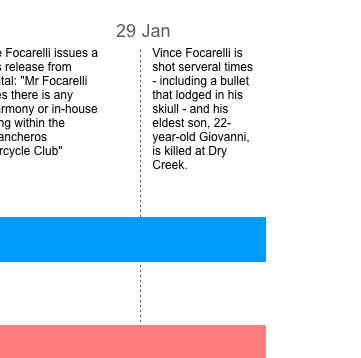 29 Jan
Focarelli issues a
release from
tal: "Mr Focarelli
s there is any
rmony or in-house
ng within the
ancheros
rcycle Club"
Vince Focarelli is
shot serveral times
- including a bullet
that lodged in his
skiull - and his
eldest son, 22-
year-old Giovanni,
is killed at Dry
Creek.